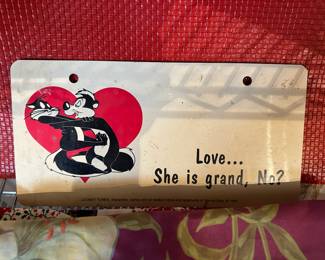 Love...
She is grand, No?